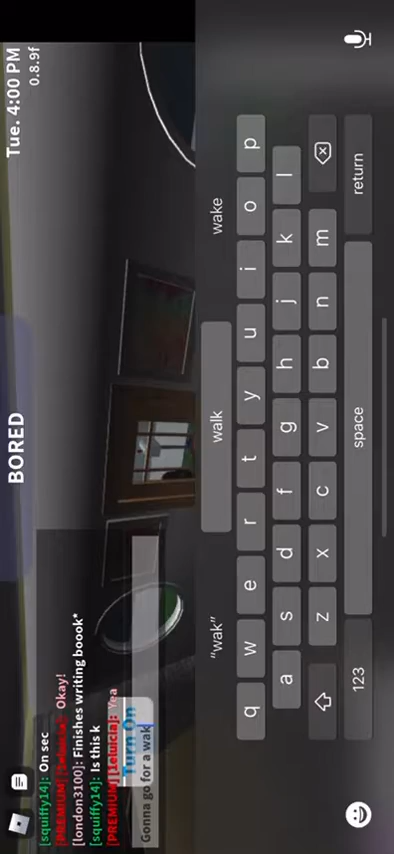 Tue. 4:00 PM
0.8.9f
BORED
[squiffy14]: On sec
[PREMIUM] Okay!
[london3100]: Finishes writing boook*
[squiffy14]: Is this k
[PREMIUM] Yea
Turn On
Gonna go for a wak
"wak" walk wake
q w e r t y u i o p
a s d f g h j k l
z x c v b n m
123 space return